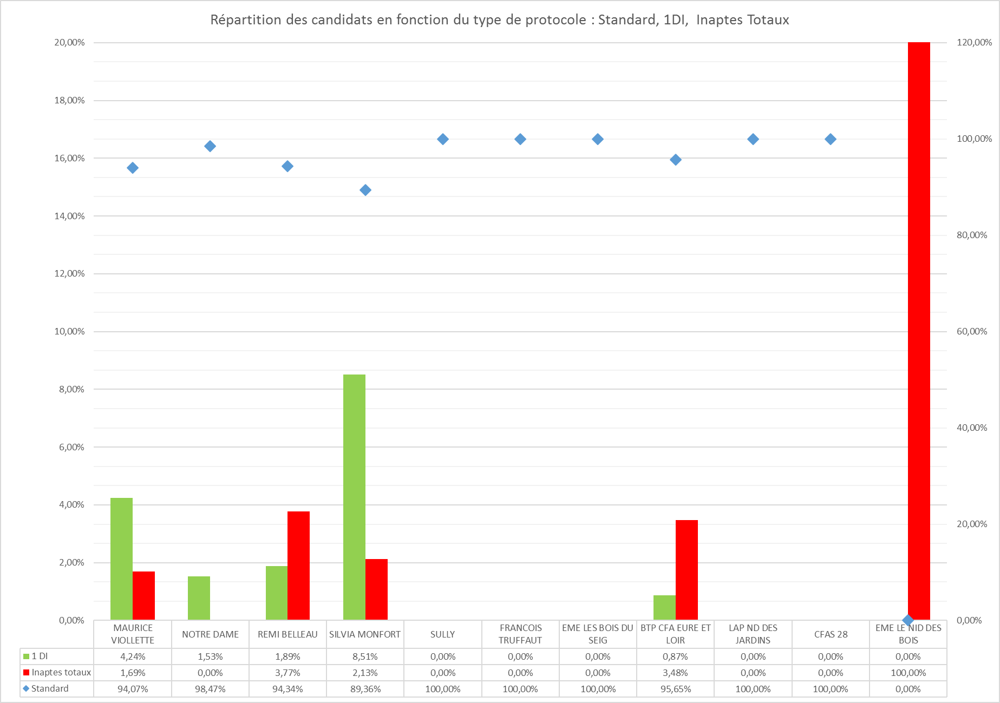 Répartition des candidats en fonction du type de protocole : Standard, 1DI, Inaptes Totaux
20,00% 120,00%
18,00%
100,00%
16,00%
14,00%
80,00%
12,00%
10,00% 60,00%
8,00%
40,00%
6,00%
4,00%
20,00%
2,00%
0,00% 0,00%
MAURICE VIOLLETTE
NOTRE DAME
REMI BELLEAU
SILVIA MONFORT
SULLY
FRANCOIS TRUFFAUT
EME LES BOIS DU SEIG
BTP CFA EURE ET LOIR
LAP ND DES JARDINS
CFAS 28
EME LE NID DES BOIS
1 DI 4,24% 1,53% 1,89% 8,51% 0,00% 0,00% 0,00% 0,87% 0,00% 0,00% 0,00%
Inaptes totaux 1,69% 0,00% 3,77% 2,13% 0,00% 0,00% 0,00% 3,48% 0,00% 0,00% 100,00%
Standard 94,07% 98,47% 94,34% 89,36% 100,00% 100,00% 100,00% 95,65% 100,00% 100,00% 0,00%